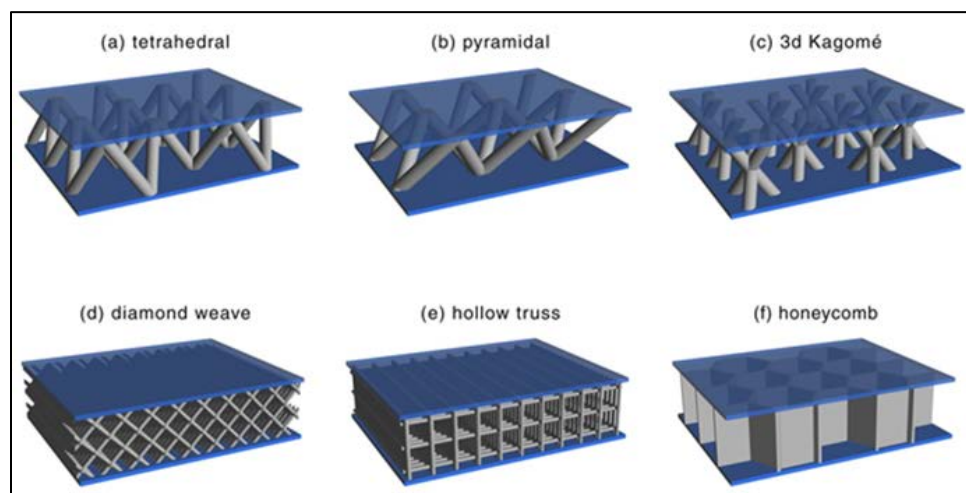 (a) tetrahedral
(b) pyramidal
(c) 3d Kagomé
(d) diamond weave
(e) hollow truss
(f) honeycomb